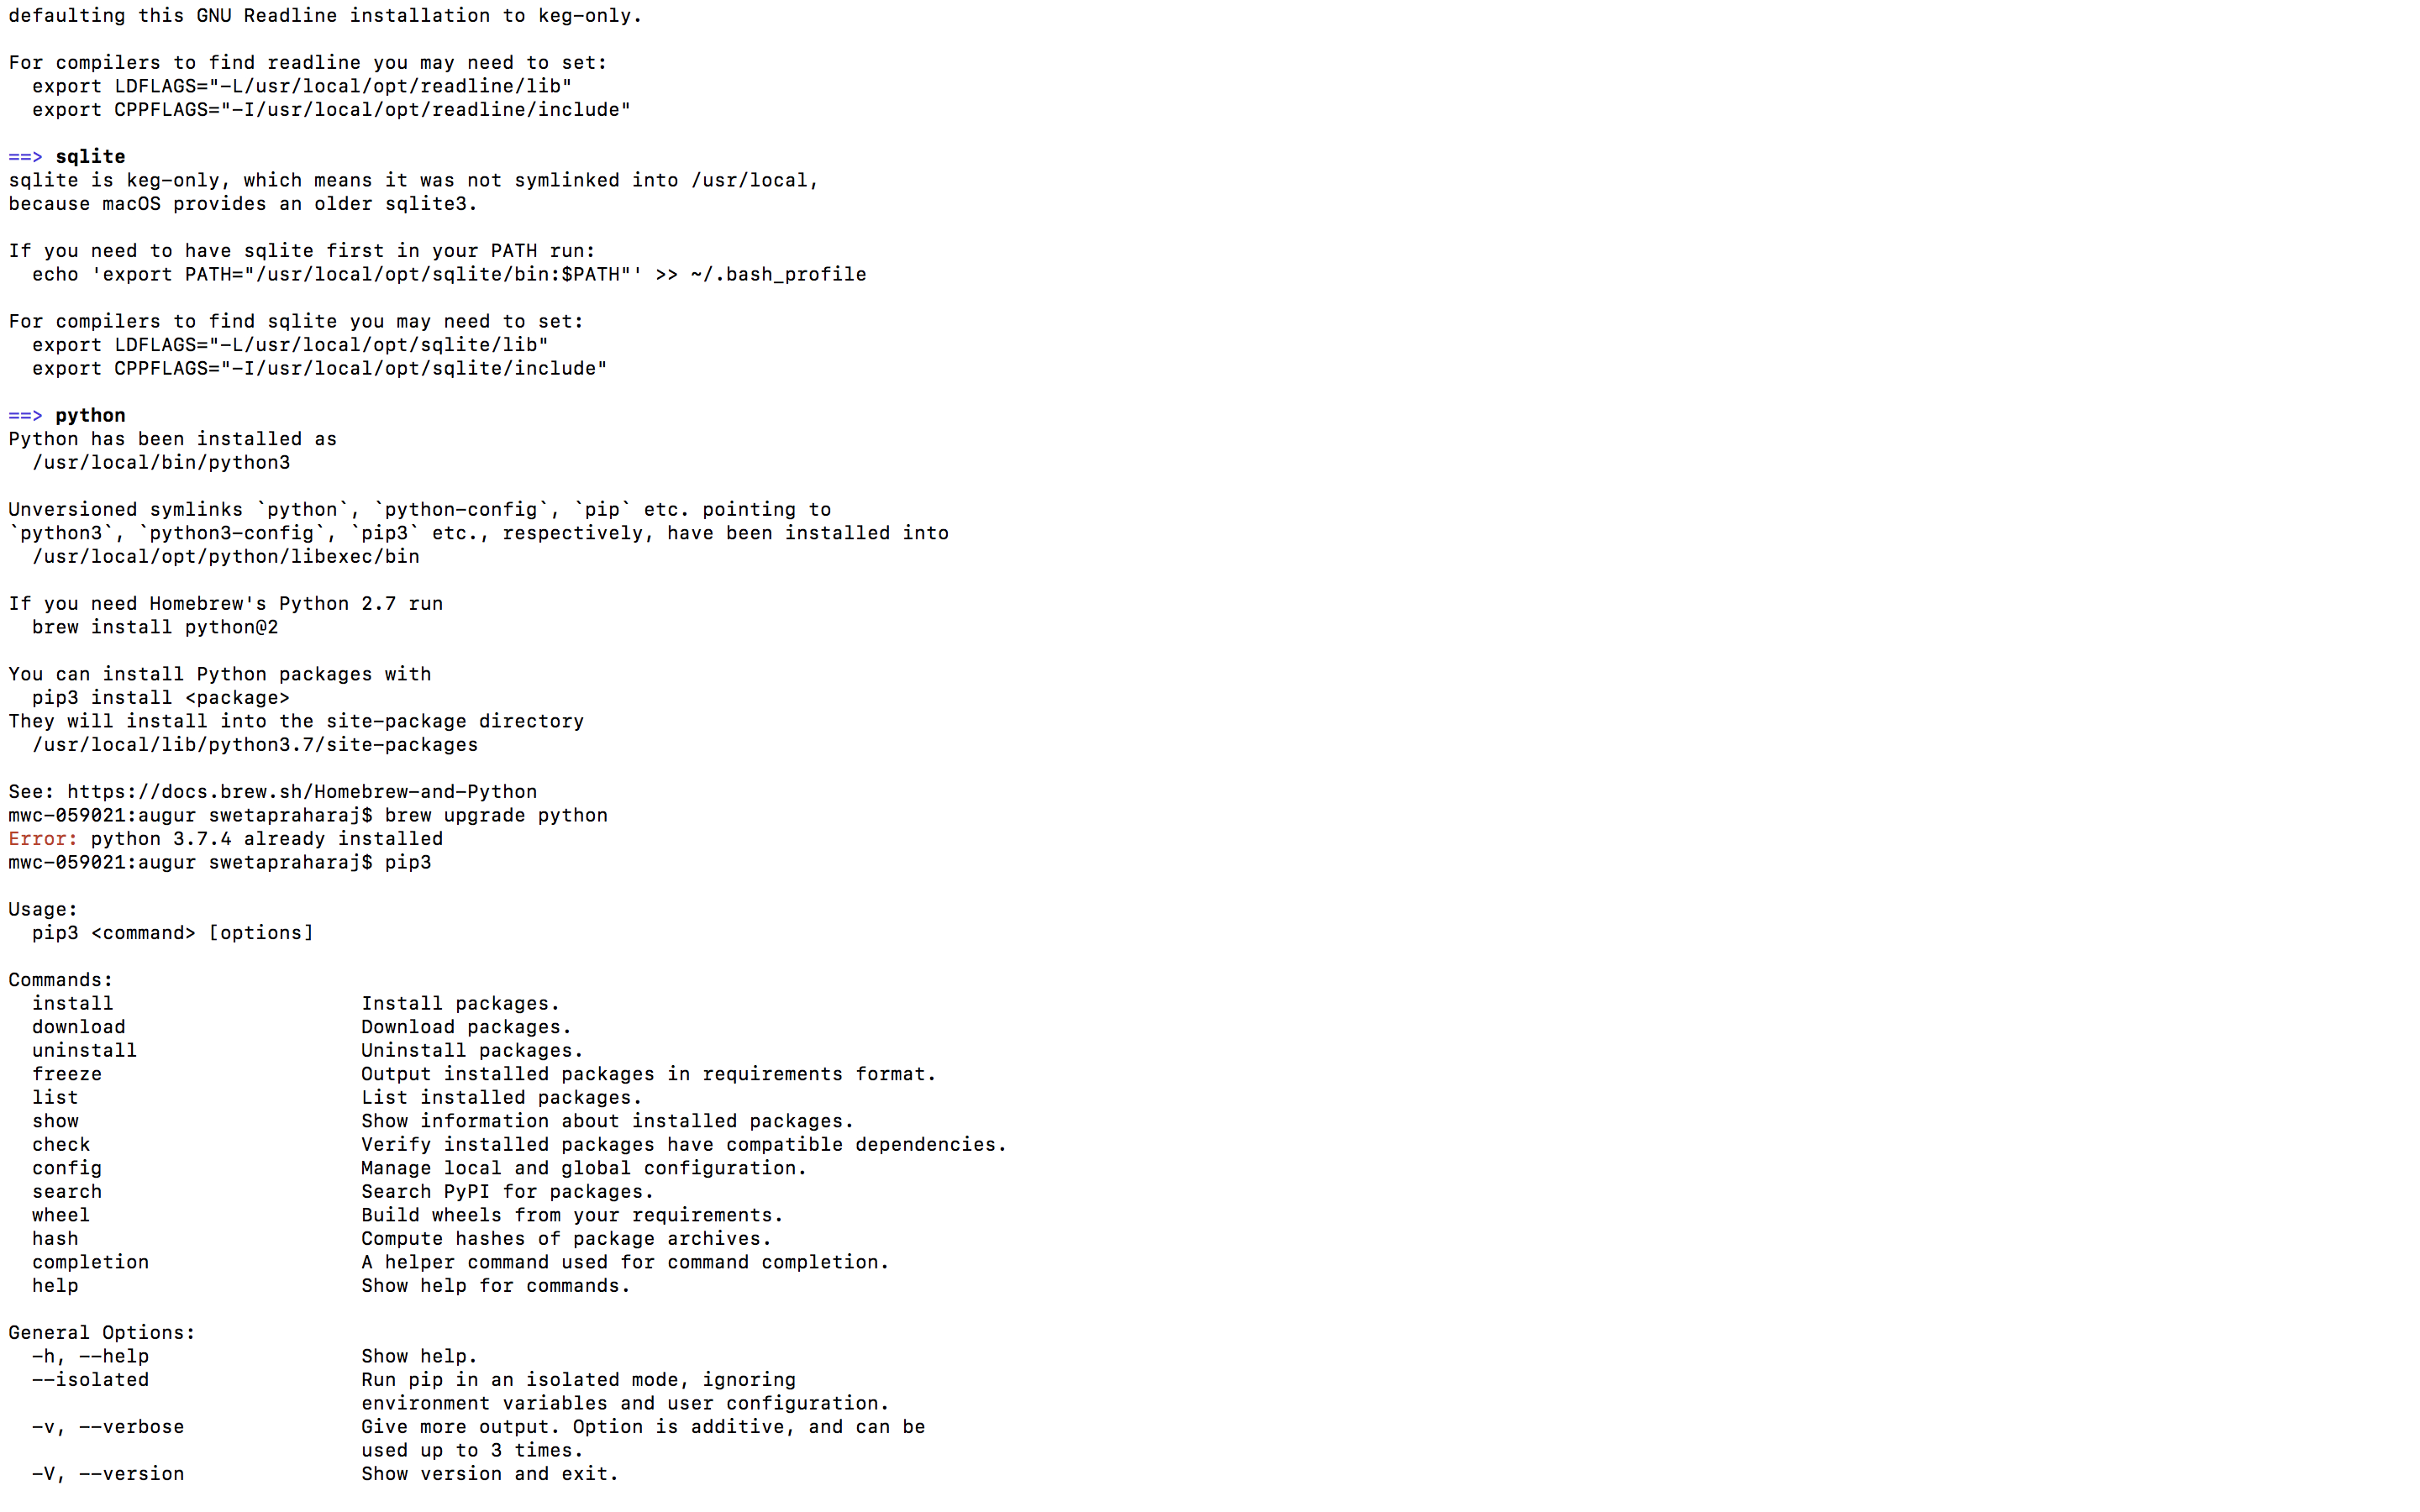 defaulting this GNU Readline installation to keg-only.

For compilers to find readline you may need to set:
  export LDFLAGS="-L/usr/local/opt/readline/lib"
  export CPPFLAGS="-I/usr/local/opt/readline/include"

==> sqlite
sqlite is keg-only, which means it was not symlinked into /usr/local,
because macOS provides an older sqlite3.

If you need to have sqlite first in your PATH run:
  echo 'export PATH="/usr/local/opt/sqlite/bin:$PATH"' >> ~/.bash_profile

For compilers to find sqlite you may need to set:
  export LDFLAGS="-L/usr/local/opt/sqlite/lib"
  export CPPFLAGS="-I/usr/local/opt/sqlite/include"

==> python
Python has been installed as
  /usr/local/bin/python3

Unversioned symlinks `python`, `python-config`, `pip` etc. pointing to
`python3`, `python3-config`, `pip3` etc., respectively, have been installed into
  /usr/local/opt/python/libexec/bin

If you need Homebrew's Python 2.7 run
  brew install python@2

You can install Python packages with
  pip3 install <package>
They will install into the site-package directory
  /usr/local/lib/python3.7/site-packages

See: https://docs.brew.sh/Homebrew-and-Python
mwc-059021:augur swetapraharaj$ brew upgrade python
Error: python 3.7.4 already installed
mwc-059021:augur swetapraharaj$ pip3

Usage:
  pip3 <command> [options]

Commands:
  install                     Install packages.
  download                    Download packages.
  uninstall                   Uninstall packages.
  freeze                      Output installed packages in requirements format.
  list                        List installed packages.
  show                        Show information about installed packages.
  check                       Verify installed packages have compatible dependencies.
  config                      Manage local and global configuration.
  search                      Search PyPI for packages.
  wheel                       Build wheels from your requirements.
  hash                        Compute hashes of package archives.
  completion                  A helper command used for command completion.
  help                        Show help for commands.

General Options:
  -h, --help                  Show help.
  --isolated                  Run pip in an isolated mode, ignoring
                              environment variables and user configuration.
  -v, --verbose               Give more output. Option is additive, and can be
                              used up to 3 times.
  -V, --version               Show version and exit.